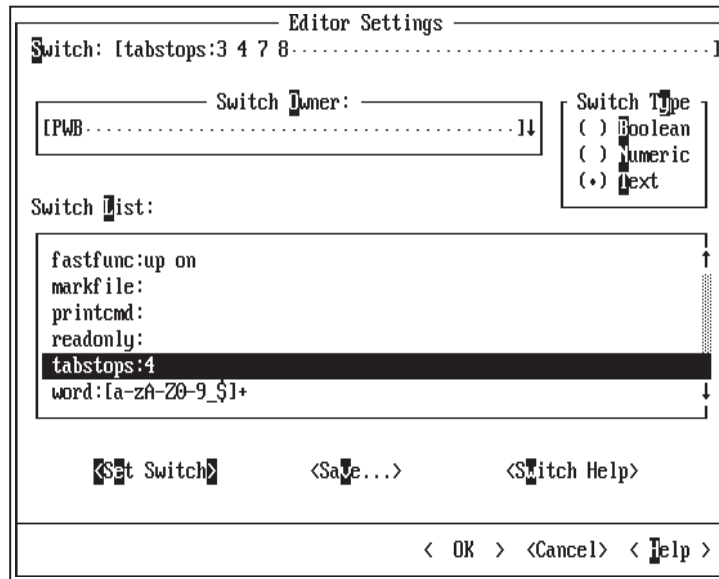 Editor Settings
Switch: [tabstops:3 4 7 8·············································]
Switch Owner:
[PWB·········································]↓
Switch Type
( ) Boolean
( ) Numeric
(•) Text
Switch List:
fastfunc:up on
markfile:
printcmd:
readonly:
tabstops:4
word:[a-zA-Z0-9_$]+
<Set Switch> <Save...> <Switch Help>
< OK > <Cancel> < Help >